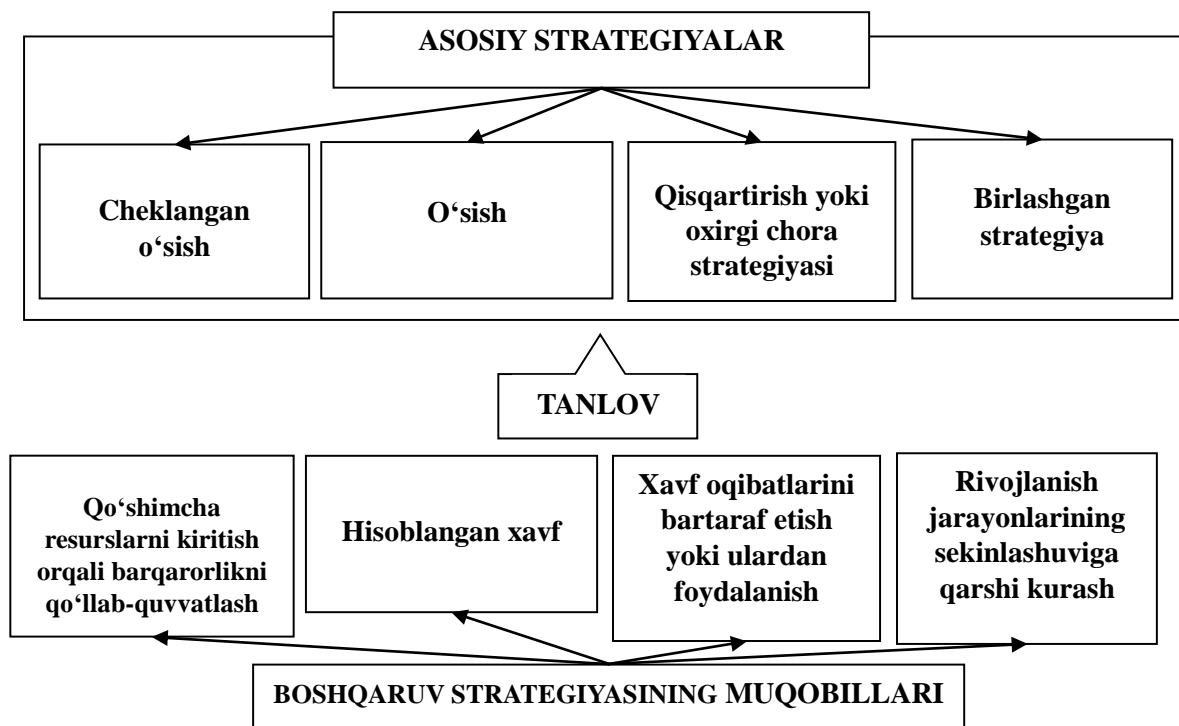 ASOSIY STRATEGIYALAR
Cheklangan
o‘sish
O‘sish
Qisqartirish yoki
oxirgi chora
strategiyasi
Birlashgan
strategiya
TANLOV
Qo‘shimcha
resurslarni kiritish
orqali barqarorlikni
qo‘llab-quvvatlash
Hisoblangan xavf
Xavf oqibatlarini
bartaraf etish
yoki ulardan
foydalanish
Rivojlanish
jarayonlarining
sekinlashuviga
qarshi kurash
BOSHQARUV STRATEGIYASINING MUQOBILLARI